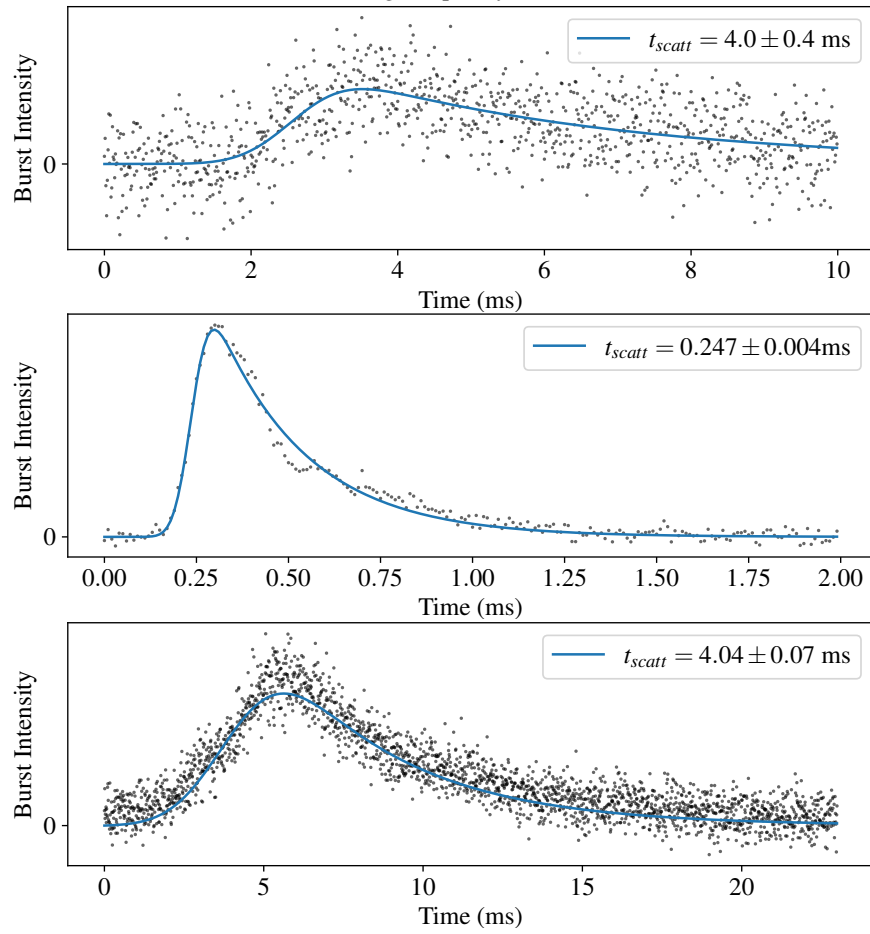 t_scatt = 4.0 ± 0.4 ms
Burst Intensity
0
0 2 4 6 8 10
Time (ms)
t_scatt = 0.247 ± 0.004ms
Burst Intensity
0
0.00 0.25 0.50 0.75 1.00 1.25 1.50 1.75 2.00
Time (ms)
t_scatt = 4.04 ± 0.07 ms
Burst Intensity
0
0 5 10 15 20
Time (ms)